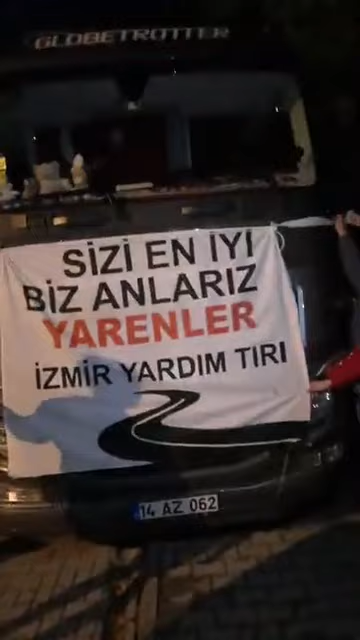 GLOBETROTTER
SİZİ EN İYİ
BİZ ANLARIZ
YARENLER
İZMİR YARDIM TIRI
14 AZ 062